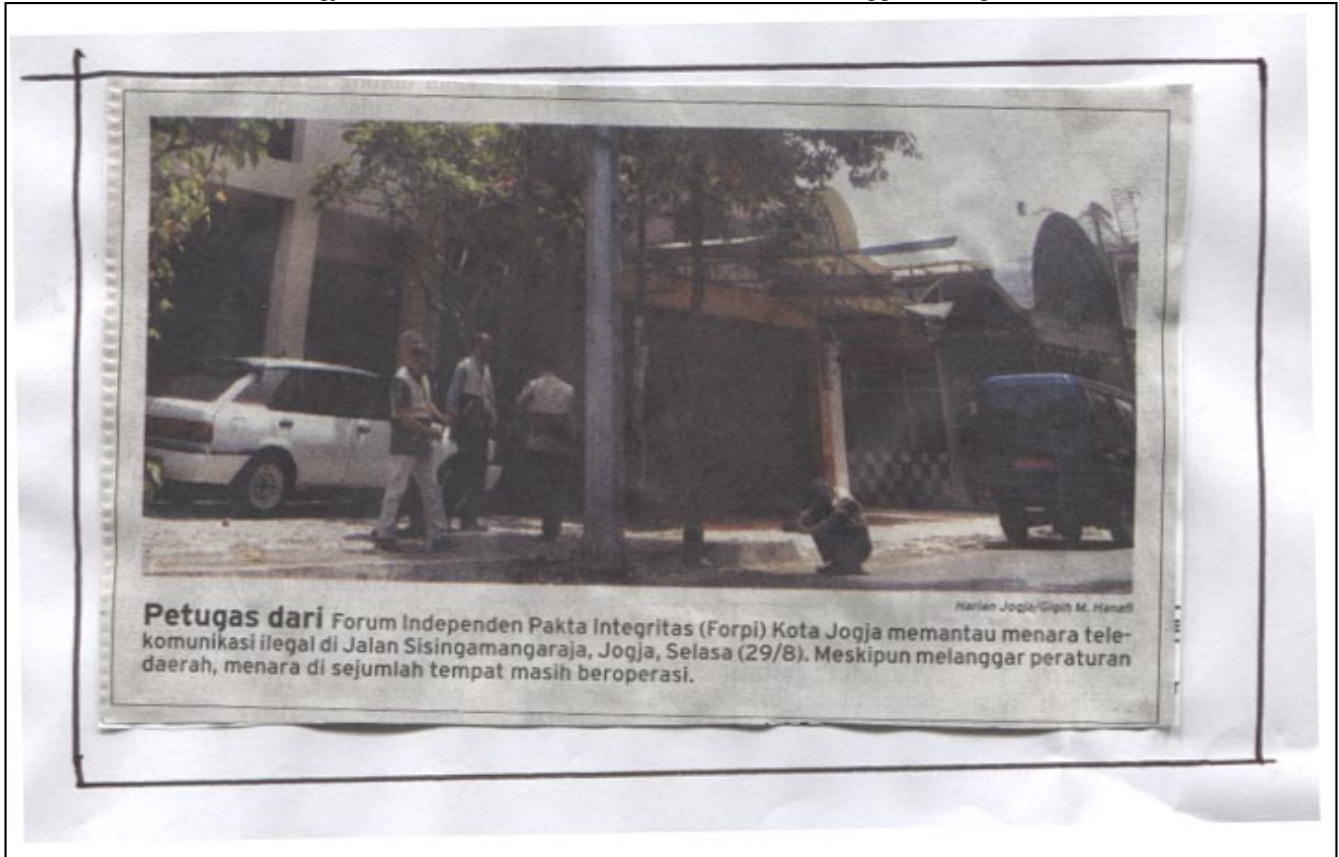 Harian Jogja/Gigih M. Hanafi
Petugas dari Forum Independen Pakta Integritas (Forpi) Kota Jogja memantau menara tele-
komunikasi ilegal di Jalan Sisingamangaraja, Jogja, Selasa (29/8). Meskipun melanggar peraturan
daerah, menara di sejumlah tempat masih beroperasi.